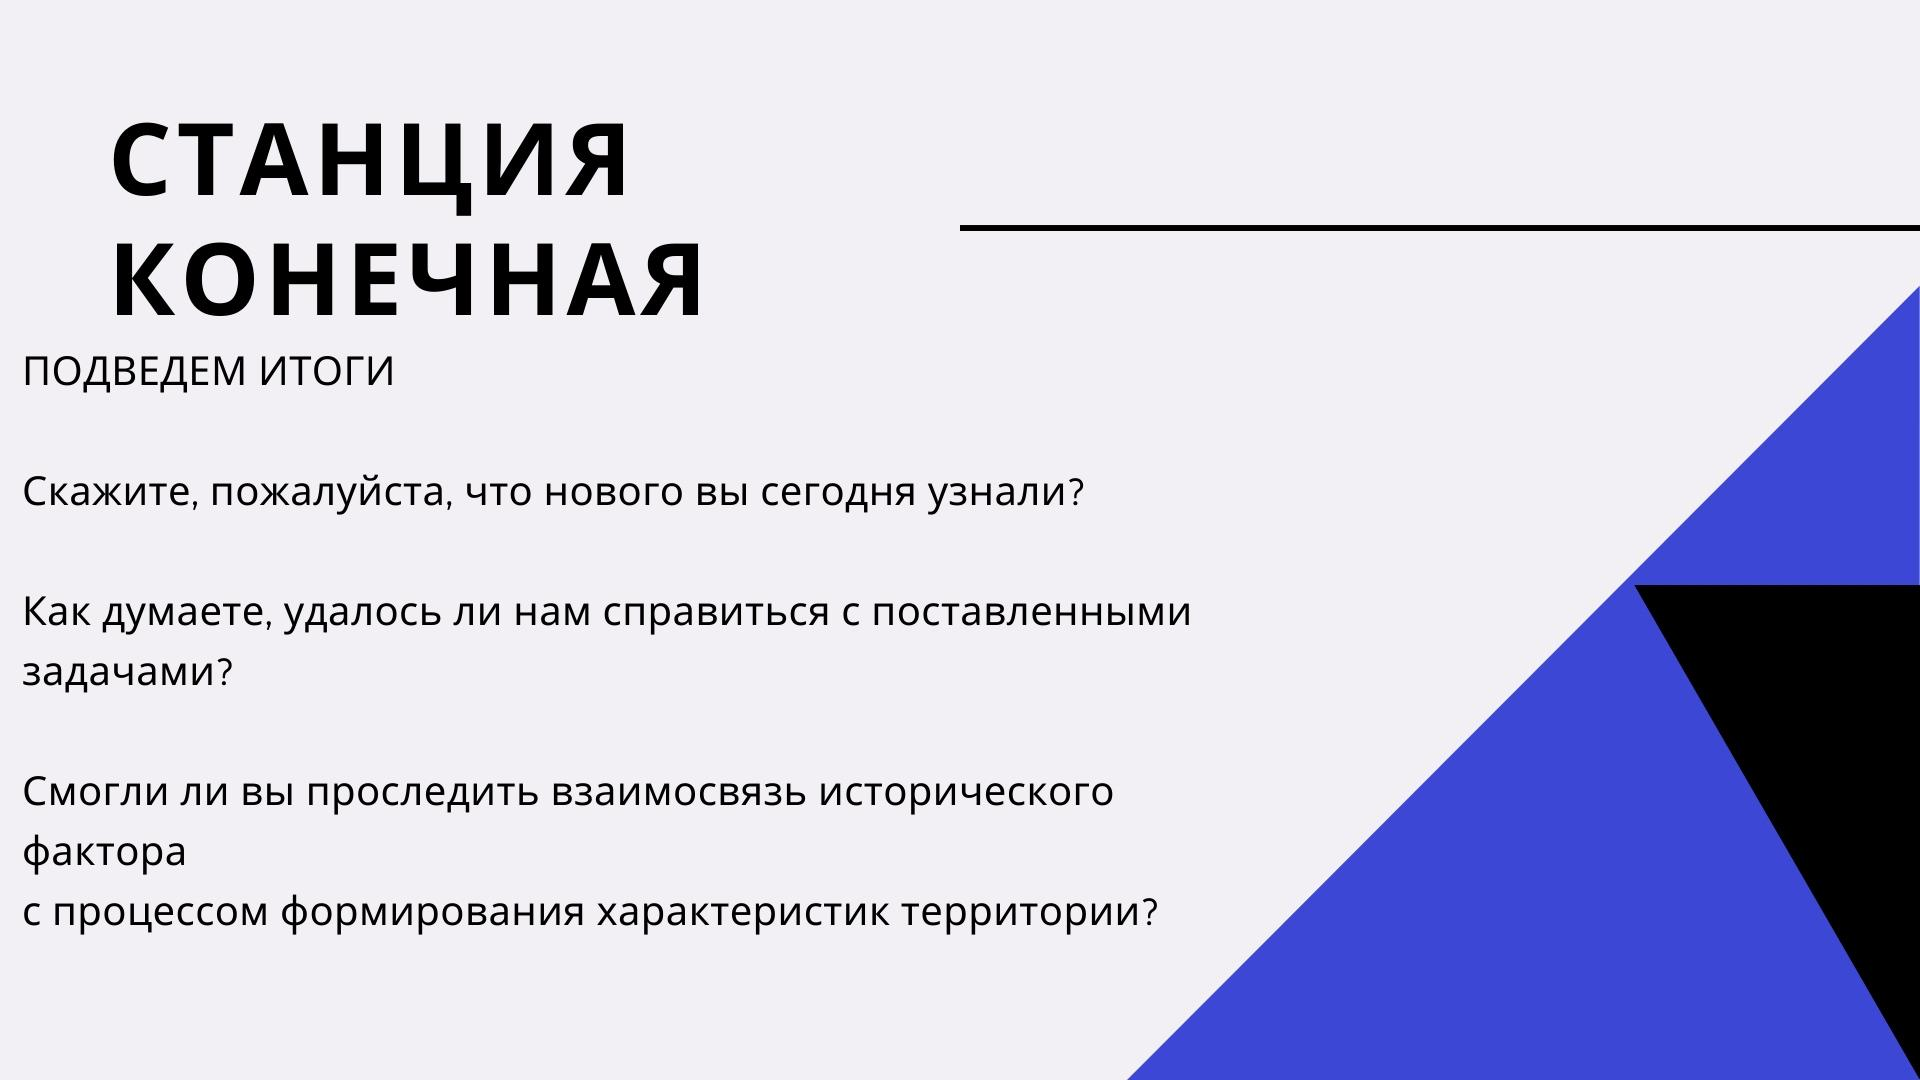 СТАНЦИЯ
КОНЕЧНАЯ
ПОДВЕДЕМ ИТОГИ
Скажите, пожалуйста, что нового вы сегодня узнали?
Как думаете, удалось ли нам справиться с поставленными
задачами?
Смогли ли вы проследить взаимосвязь исторического
фактора
с процессом формирования характеристик территории?